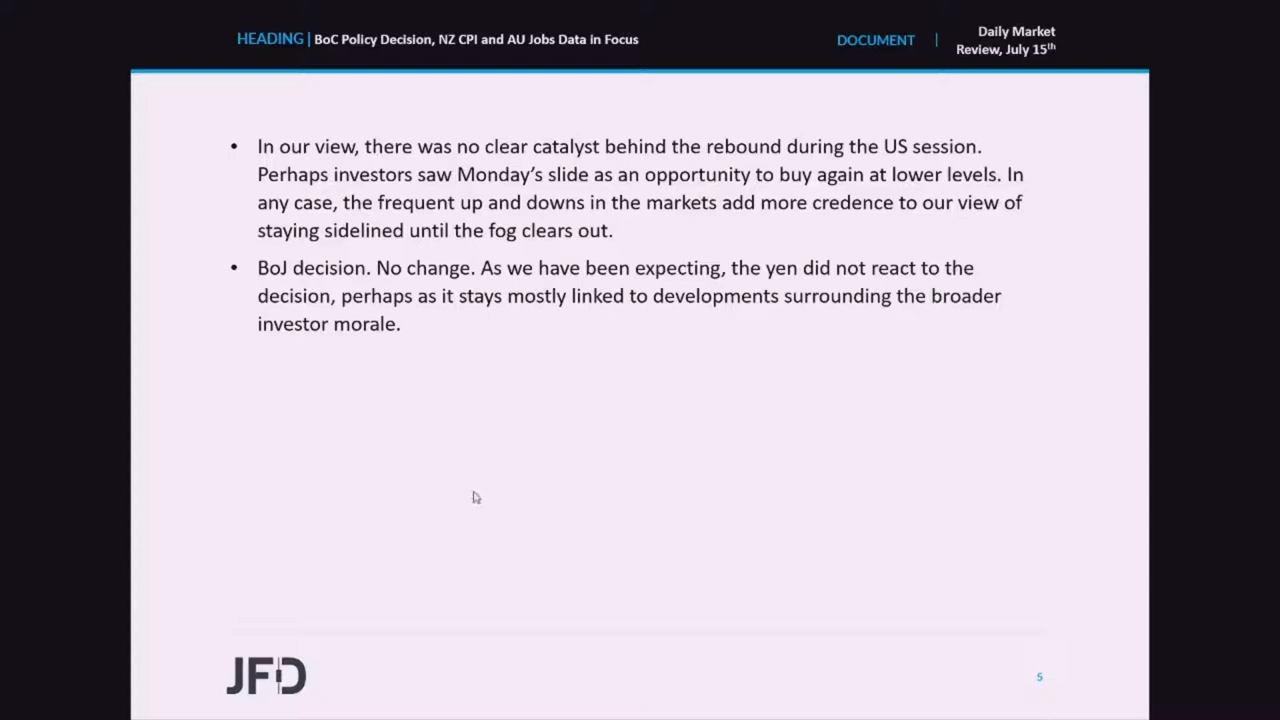 HEADING | BoC Policy Decision, NZ CPI and AU Jobs Data in Focus
DOCUMENT | Daily Market
Review, July 15th
• In our view, there was no clear catalyst behind the rebound during the US session.
Perhaps investors saw Monday’s slide as an opportunity to buy again at lower levels. In
any case, the frequent up and downs in the markets add more credence to our view of
staying sidelined until the fog clears out.
• BoJ decision. No change. As we have been expecting, the yen did not react to the
decision, perhaps as it stays mostly linked to developments surrounding the broader
investor morale.
JFD
5